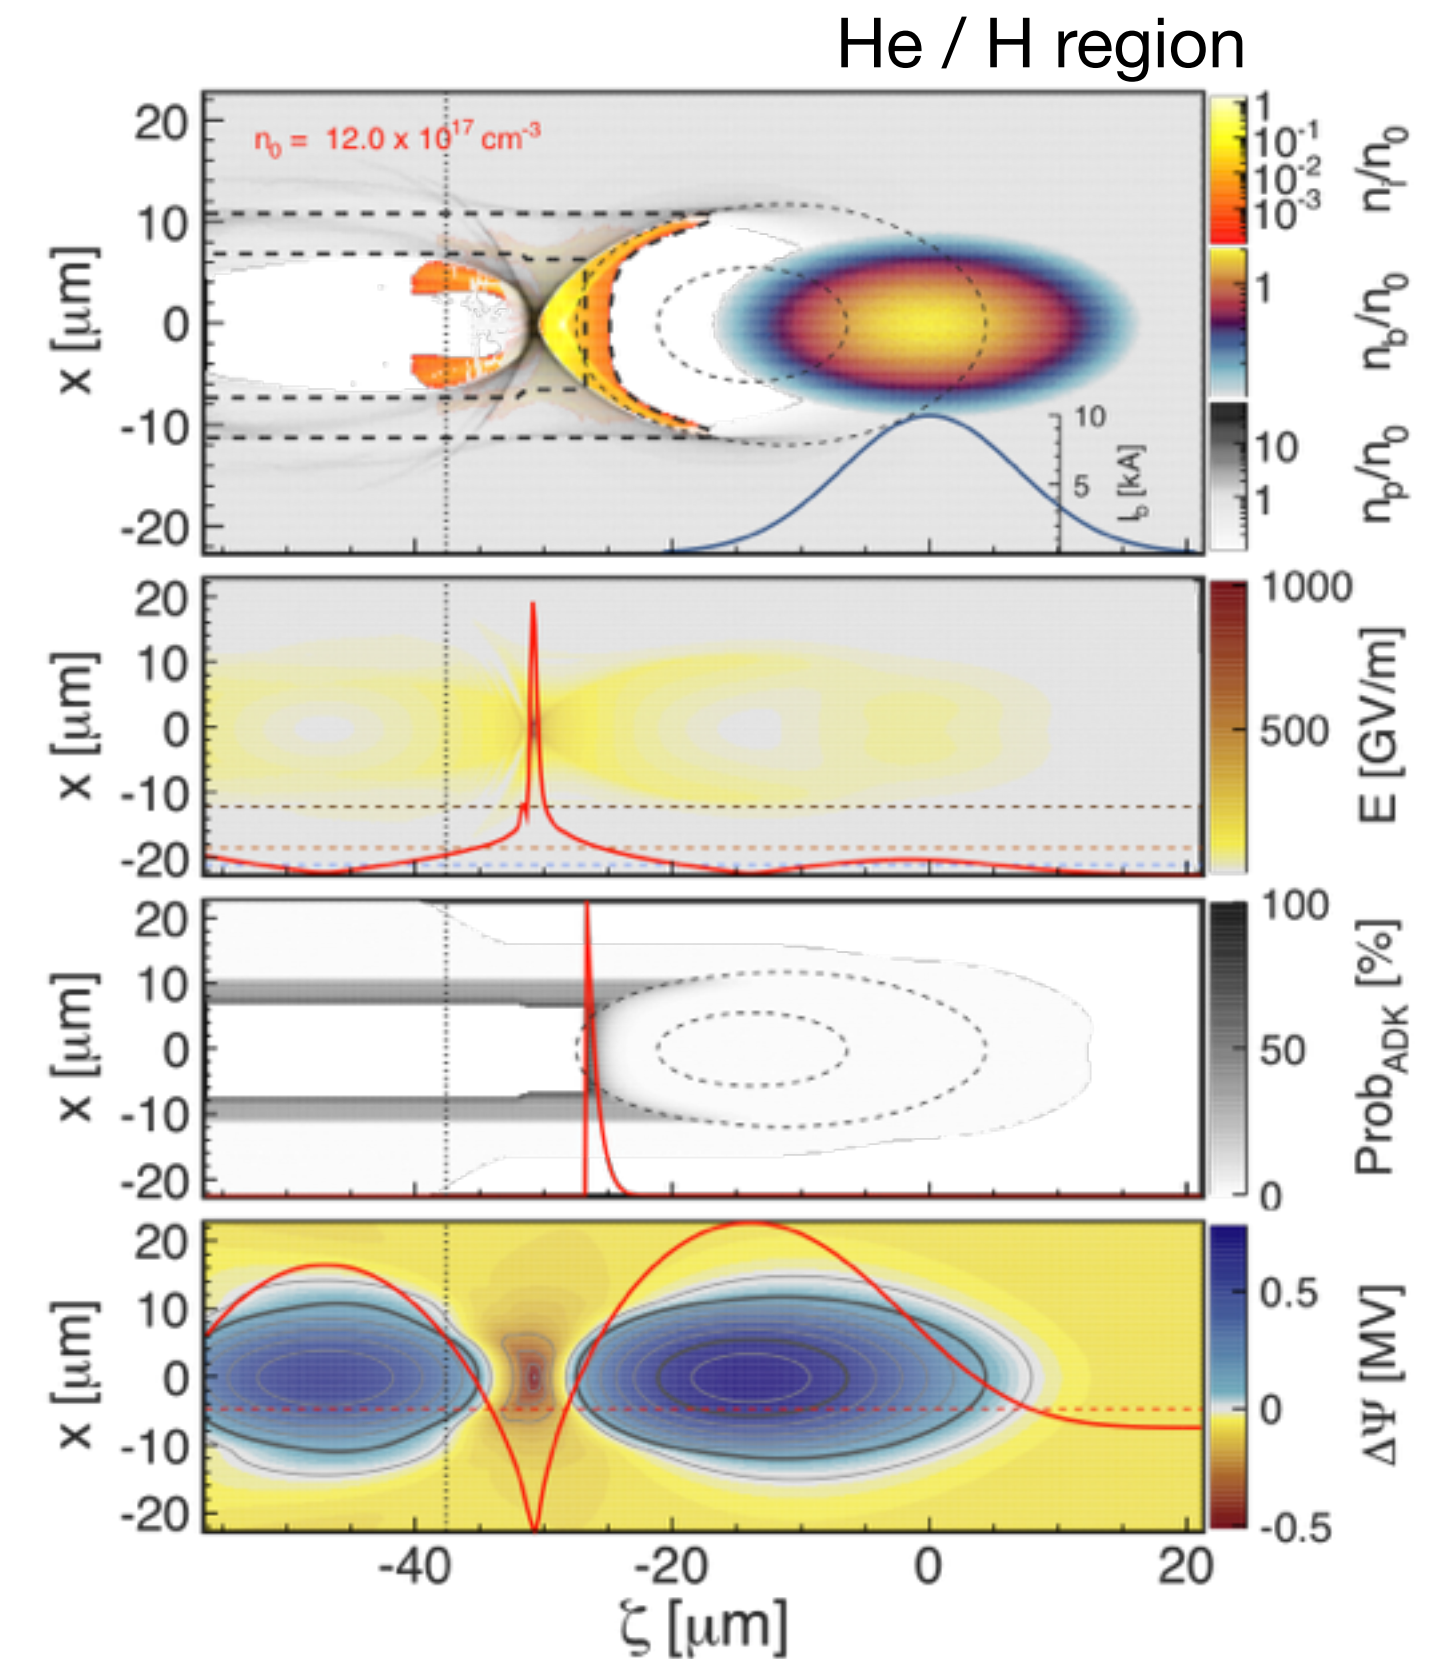 He / H region
n0 = 12.0 x 10^17 cm^-3
20
10
0
-10
-20
x [μm]
10
5
Ib [kA]
1
10^-1
10^-2
10^-3
ni/n0
1
nb/n0
10
1
np/n0
20
10
0
-10
-20
x [μm]
1000
500
E [GV/m]
20
10
0
-10
-20
x [μm]
100
50
0
ProbADK [%]
20
10
0
-10
-20
x [μm]
0.5
0
-0.5
ΔΨ [MV]
-40
-20
0
20
ζ [μm]